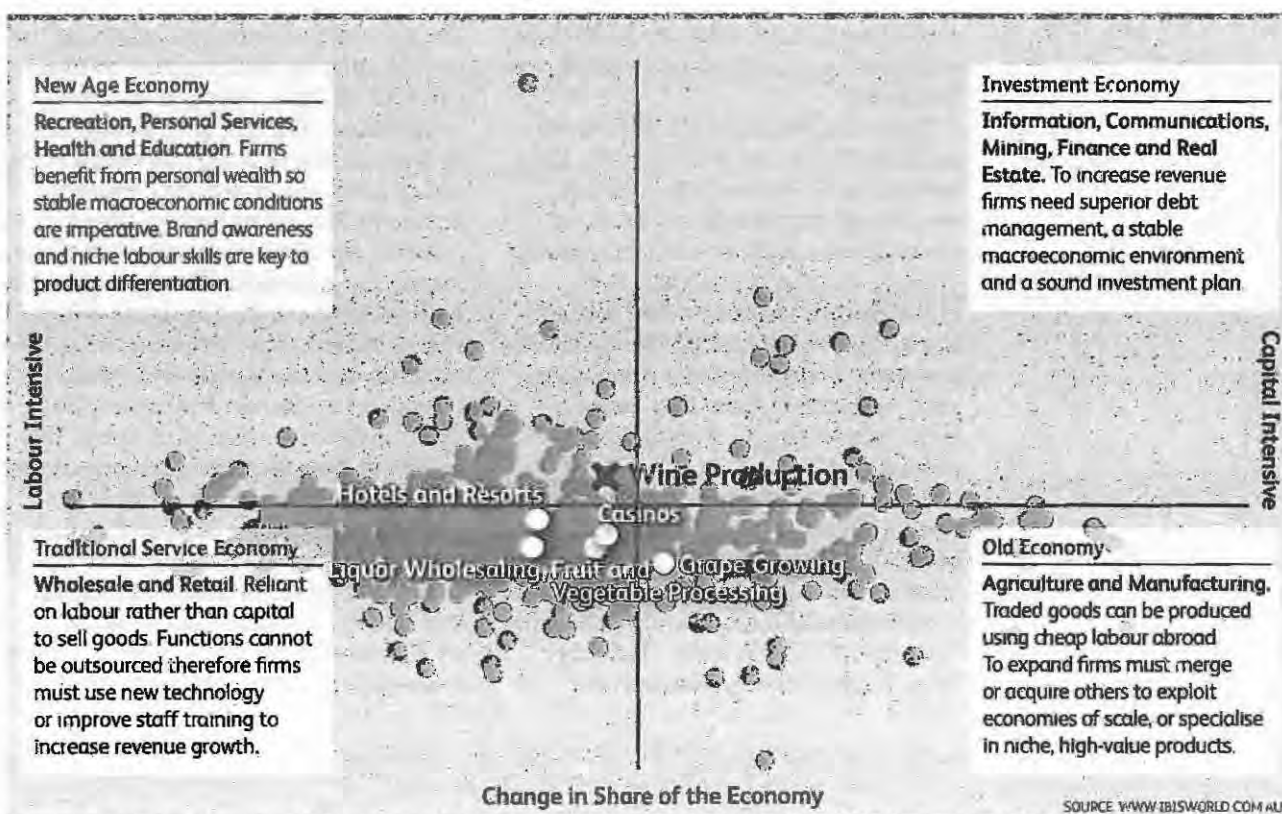 New Age Economy
Recreation, Personal Services,
Health and Education. Firms
benefit from personal wealth so
stable macroeconomic conditions
are imperative. Brand awareness
and niche labour skills are key to
product differentiation
Investment Economy
Information, Communications,
Mining, Finance and Real
Estate. To increase revenue
firms need superior debt
management, a stable
macroeconomic environment
and a sound investment plan
Labour Intensive
Capital Intensive
Wine Production
Hotels and Resorts
Casinos
Liquor Wholesaling
Fruit and
Vegetable Processing
Grape Growing
Traditional Service Economy
Wholesale and Retail. Reliant
on labour rather than capital
to sell goods. Functions cannot
be outsourced therefore firms
must use new technology
or improve staff training to
increase revenue growth.
Old Economy
Agriculture and Manufacturing.
Traded goods can be produced
using cheap labour abroad
To expand firms must merge
or acquire others to exploit
economies of scale, or specialise
in niche, high-value products.
Change in Share of the Economy
SOURCE WWW.IBISWORLD.COM.AU